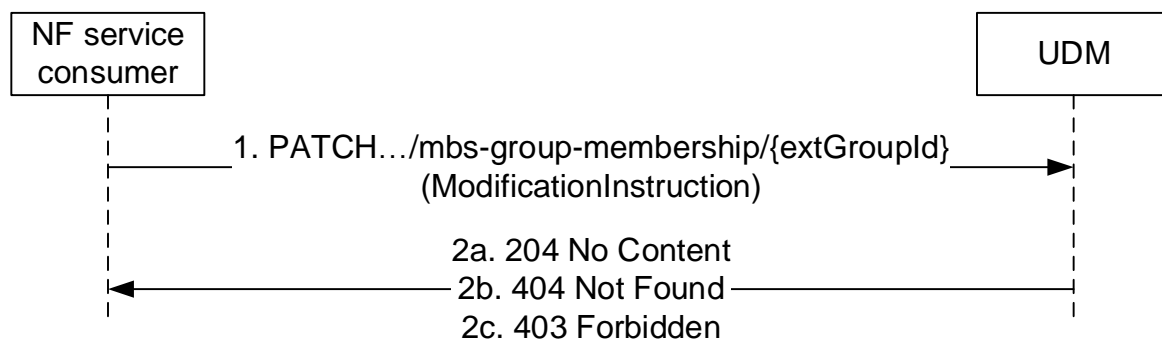 NF service
consumer
UDM
1. PATCH…/mbs-group-membership/{extGroupId}
(ModificationInstruction)
2a. 204 No Content
2b. 404 Not Found
2c. 403 Forbidden